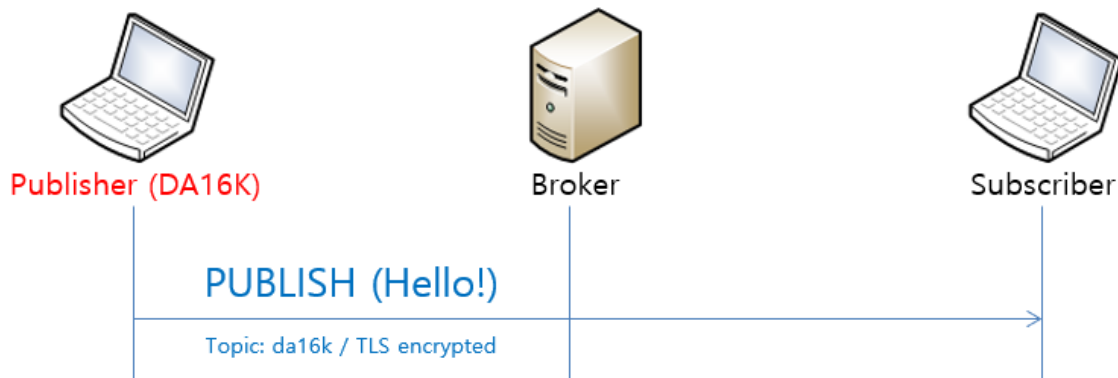 Publisher (DA16K)
Broker
Subscriber
PUBLISH (Hello!)
Topic: da16k / TLS encrypted